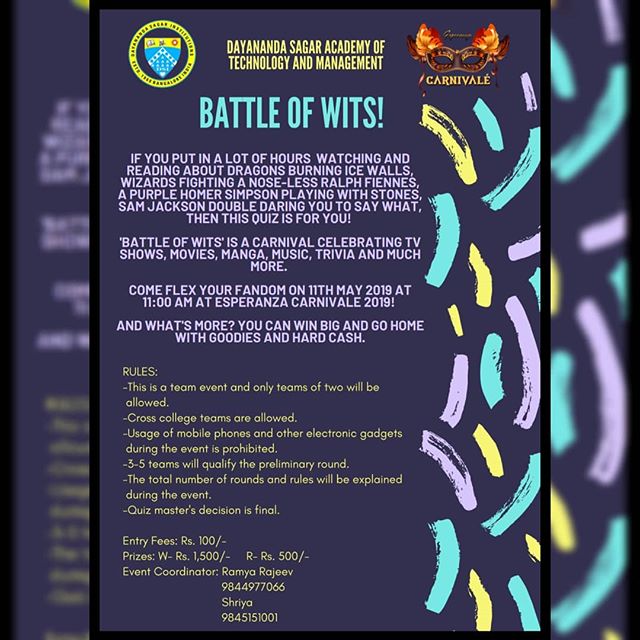 DAYANANDA SAGAR ACADEMY OF
TECHNOLOGY AND MANAGEMENT
Esperanza
CARNIVALÉ
BATTLE OF WITS!
IF YOU PUT IN A LOT OF HOURS WATCHING AND
READING ABOUT DRAGONS BURNING ICE WALLS,
WIZARDS FIGHTING A NOSE-LESS RALPH FIENNES,
A PURPLE HOMER SIMPSON PLAYING WITH STONES,
SAM JACKSON DOUBLE DARING YOU TO SAY WHAT,
THEN THIS QUIZ IS FOR YOU!
'BATTLE OF WITS' IS A CARNIVAL CELEBRATING TV
SHOWS, MOVIES, MANGA, MUSIC, TRIVIA AND MUCH
MORE.
COME FLEX YOUR FANDOM ON 11TH MAY 2019 AT
11:00 AM AT ESPERANZA CARNIVALE 2019!
AND WHAT'S MORE? YOU CAN WIN BIG AND GO HOME
WITH GOODIES AND HARD CASH.
RULES:
-This is a team event and only teams of two will be
allowed.
-Cross college teams are allowed.
-Usage of mobile phones and other electronic gadgets
during the event is prohibited.
-3-5 teams will qualify the preliminary round.
-The total number of rounds and rules will be explained
during the event.
-Quiz master's decision is final.
Entry Fees: Rs. 100/-
Prizes: W- Rs. 1,500/- R- Rs. 500/-
Event Coordinator: Ramya Rajeev
9844977066
Shriya
9845151001